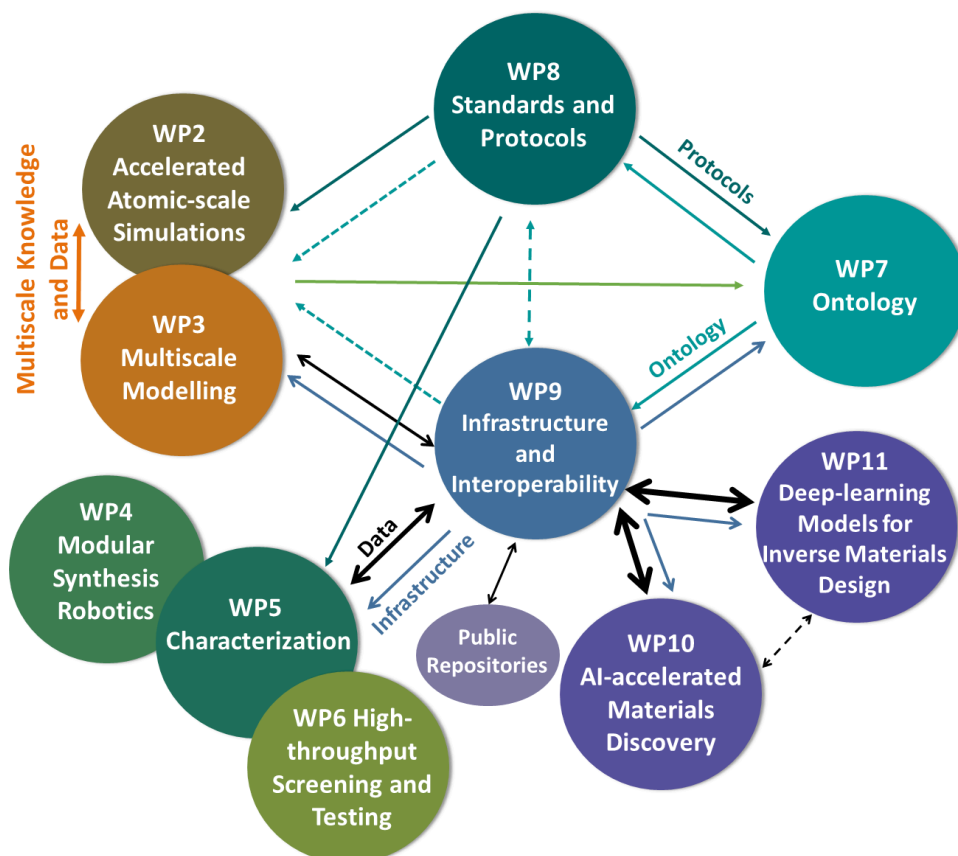 WP8
Standards and
Protocols
WP2
Accelerated
Atomic-scale
Simulations
Multiscale Knowledge
and Data
Protocols
WP7
Ontology
WP3
Multiscale
Modelling
Ontology
WP9
Infrastructure
and
Interoperability
WP11
Deep-learning
Models for
Inverse Materials
Design
WP4
Modular
Synthesis
Robotics
Data
Infrastructure
WP5
Characterization
Public
Repositories
WP10
AI-accelerated
Materials
Discovery
WP6 High-
throughput
Screening and
Testing